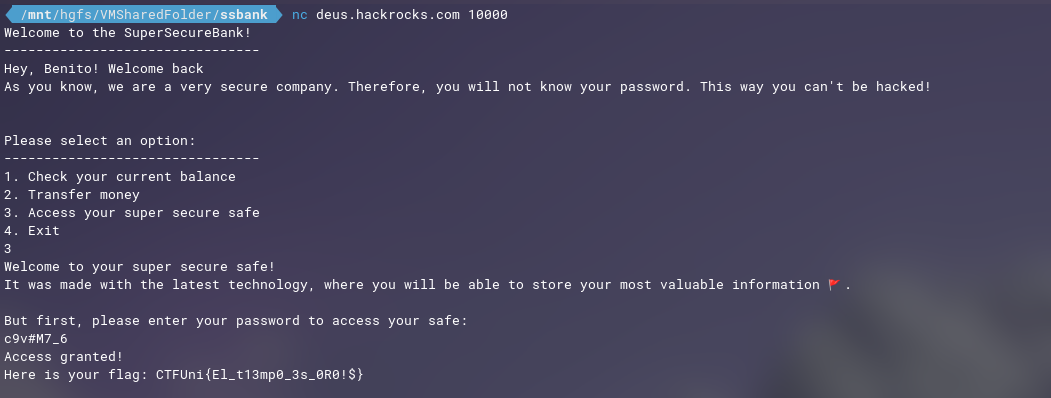 /mnt/hgfs/VMSharedFolder/ssbank nc deus.hackrocks.com 10000
Welcome to the SuperSecureBank!
--------------------------------
Hey, Benito! Welcome back
As you know, we are a very secure company. Therefore, you will not know your password. This way you can't be hacked!
Please select an option:
--------------------------------
1. Check your current balance
2. Transfer money
3. Access your super secure safe
4. Exit
3
Welcome to your super secure safe!
It was made with the latest technology, where you will be able to store your most valuable information 🚩.
But first, please enter your password to access your safe:
c9v#M7_6
Access granted!
Here is your flag: CTFUni{El_t13mp0_3s_0R0!$}